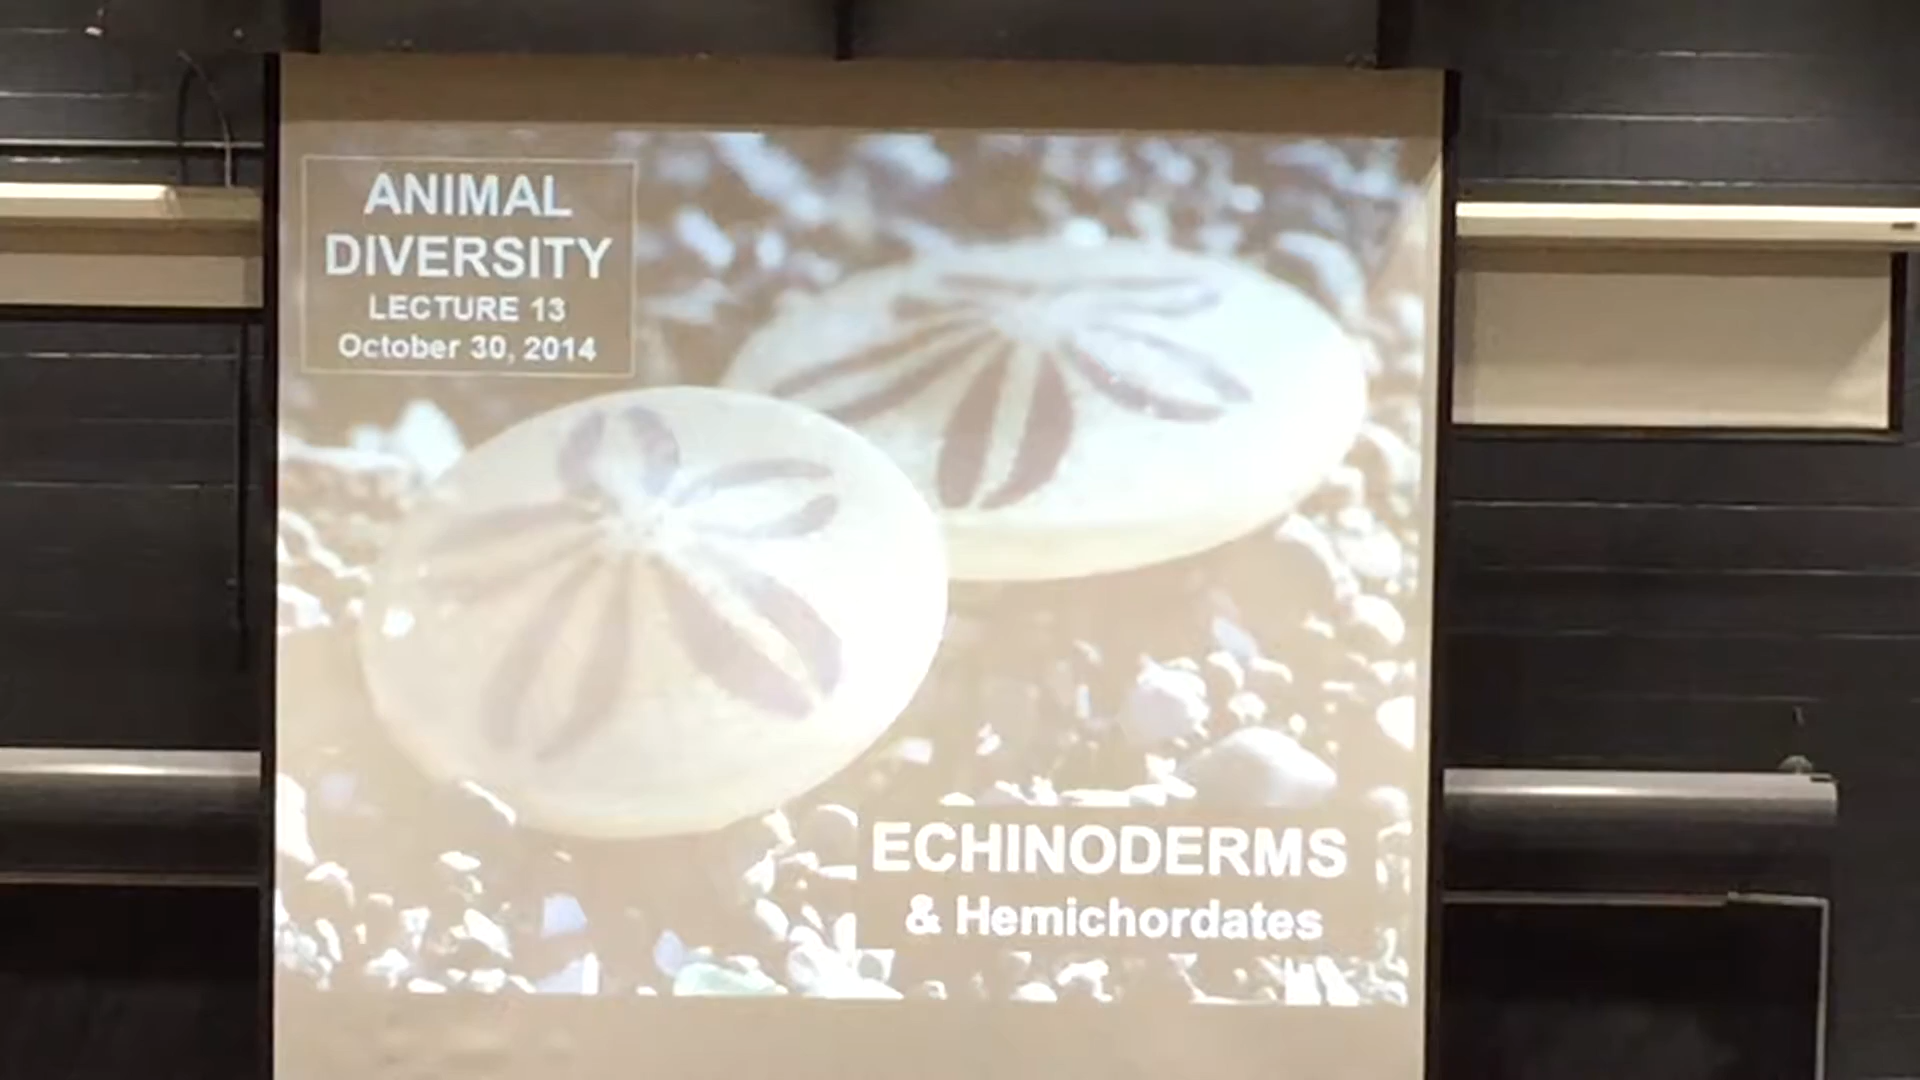 ANIMAL
DIVERSITY
LECTURE 13
October 30, 2014
ECHINODERMS
& Hemichordates